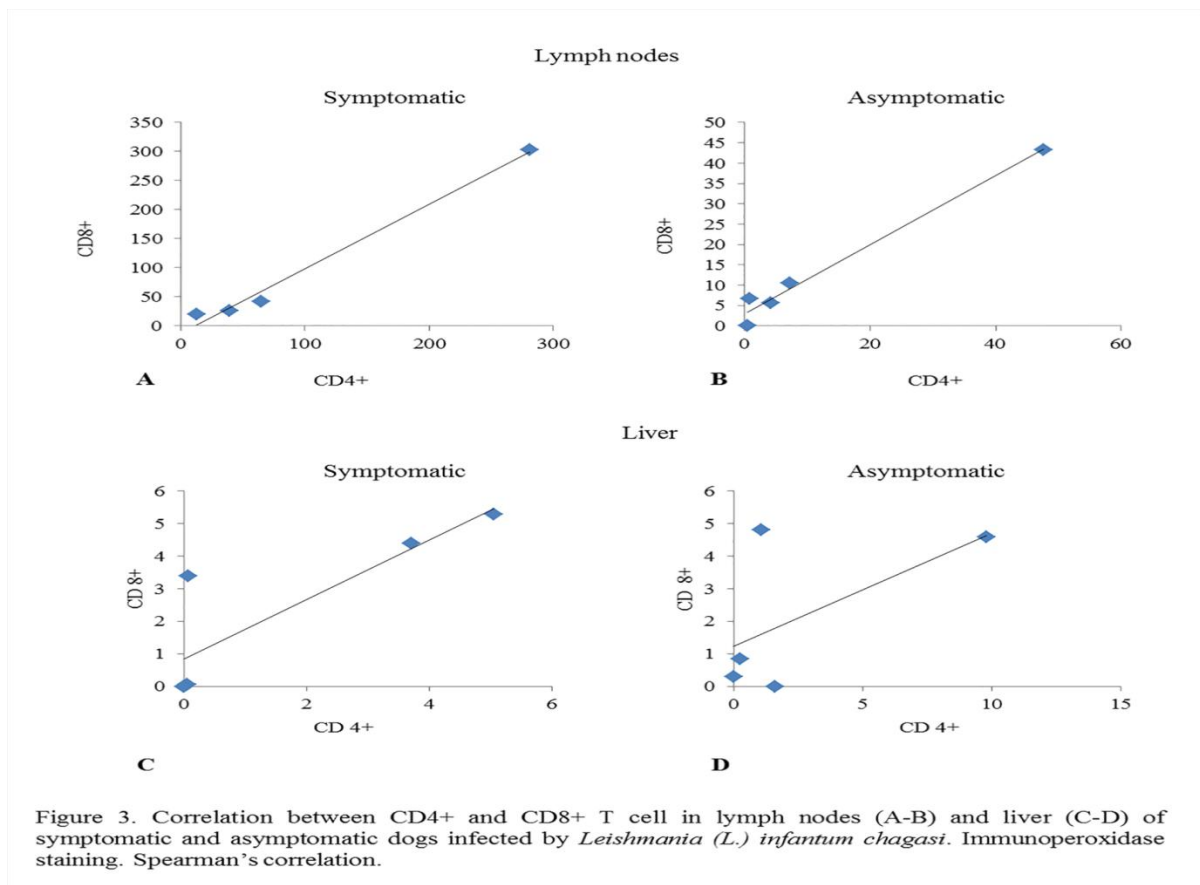 Lymph nodes
Symptomatic
350
300
250
200
150
100
50
0
CD8+
0 100 200 300
A
CD4+
Asymptomatic
50
45
40
35
30
25
20
15
10
5
0
CD8+
0 20 40 60
B
CD4+
Liver
Symptomatic
6
5
4
3
2
1
0
CD 8+
0 2 4 6
CD 4+
C
Asymptomatic
6
5
4
3
2
1
0
CD 8+
0 5 10 15
CD 4+
D
Figure 3. Correlation between CD4+ and CD8+ T cell in lymph nodes (A-B) and liver (C-D) of
symptomatic and asymptomatic dogs infected by Leishmania (L.) infantum chagasi. Immunoperoxidase
staining. Spearman's correlation.